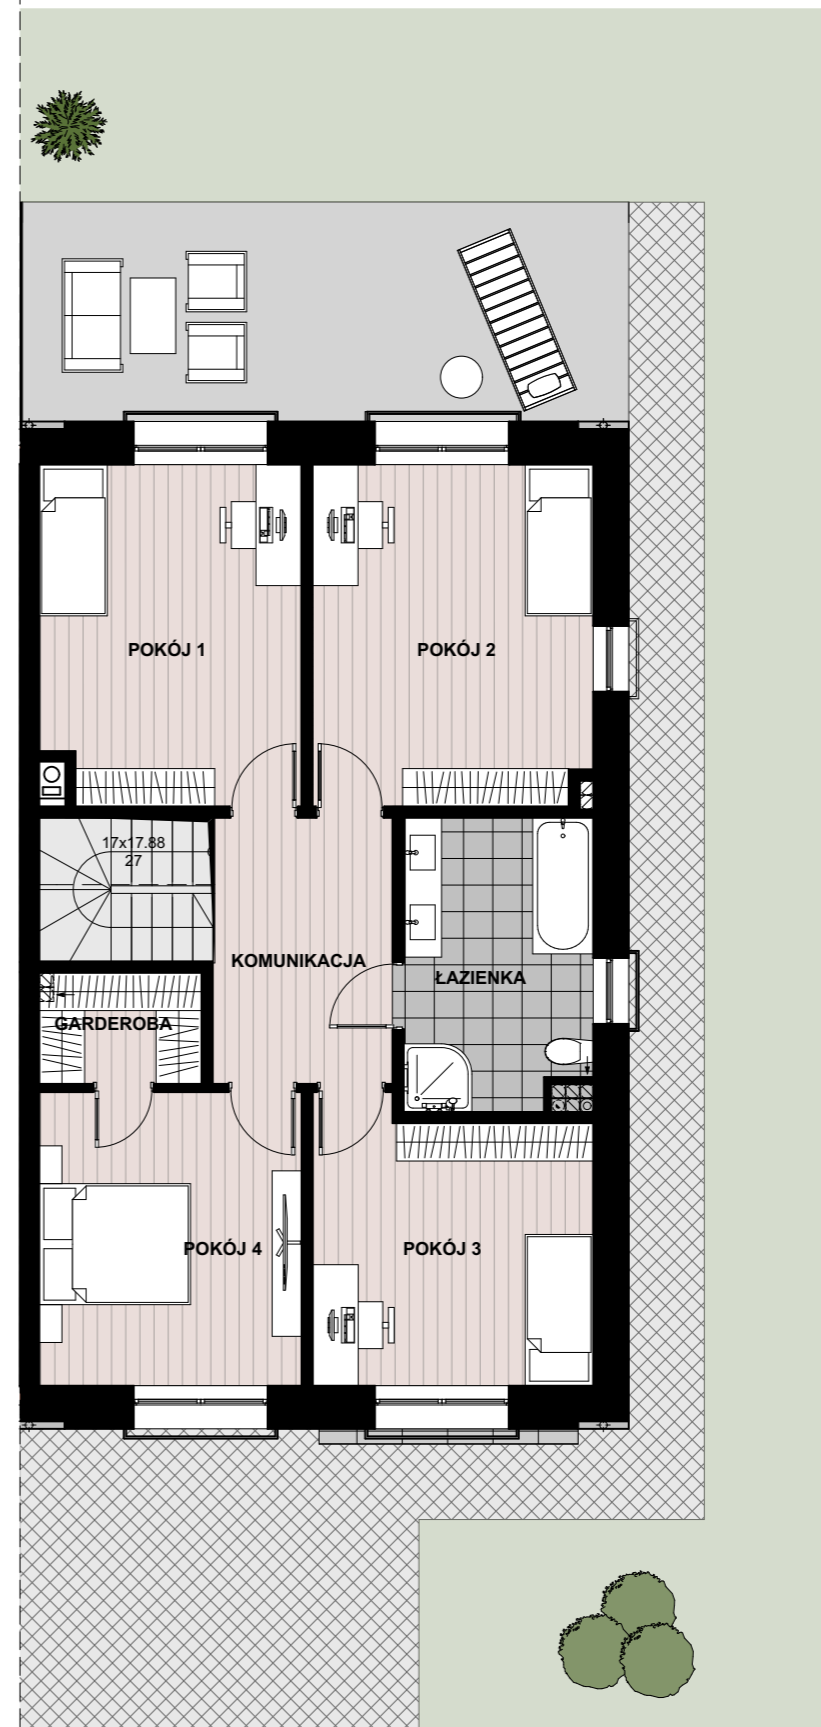 POKÓJ 1
POKÓJ 2
17x17.88
27
KOMUNIKACJA
ŁAZIENKA
GARDEROBA
POKÓJ 4
POKÓJ 3